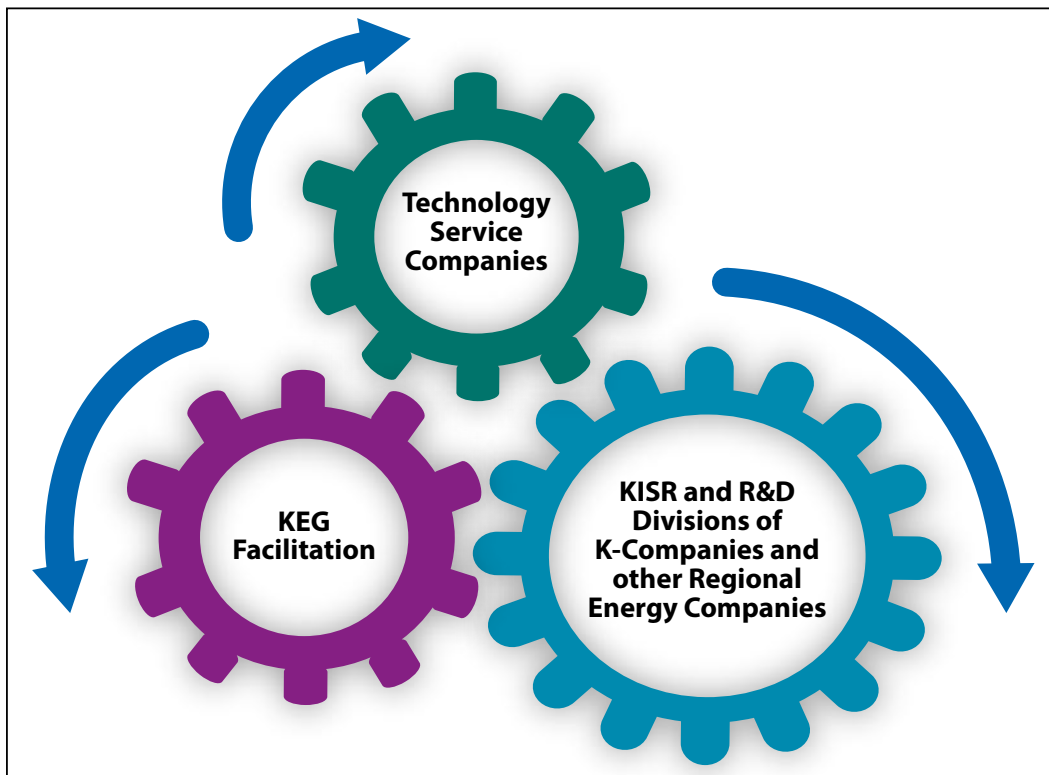 Technology
Service
Companies
KEG
Facilitation
KISR and R&D
Divisions of
K-Companies and
other Regional
Energy Companies